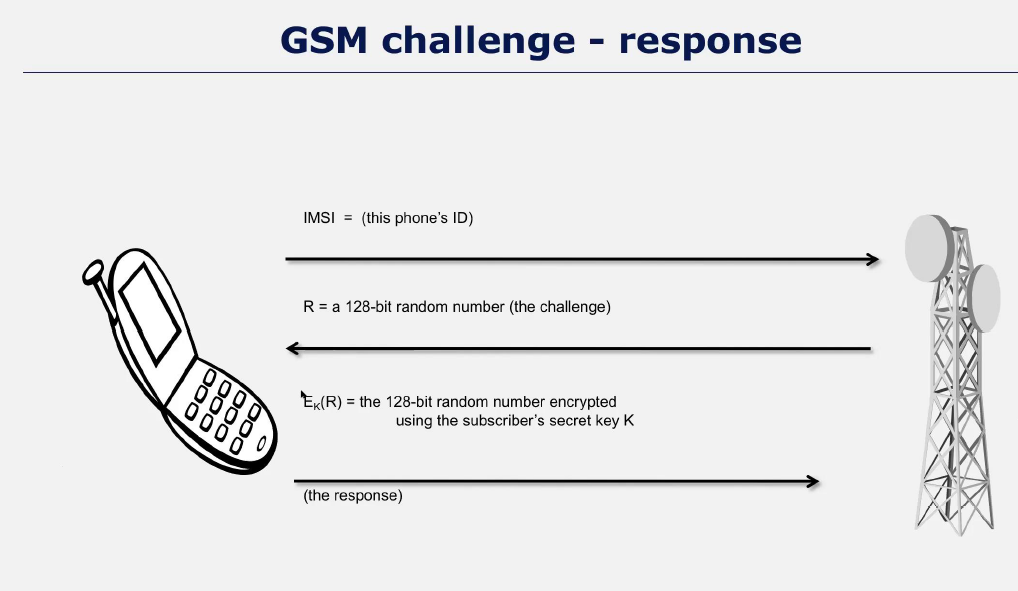 GSM challenge - response
IMSI = (this phone's ID)
R = a 128-bit random number (the challenge)
EK(R) = the 128-bit random number encrypted
using the subscriber's secret key K
(the response)